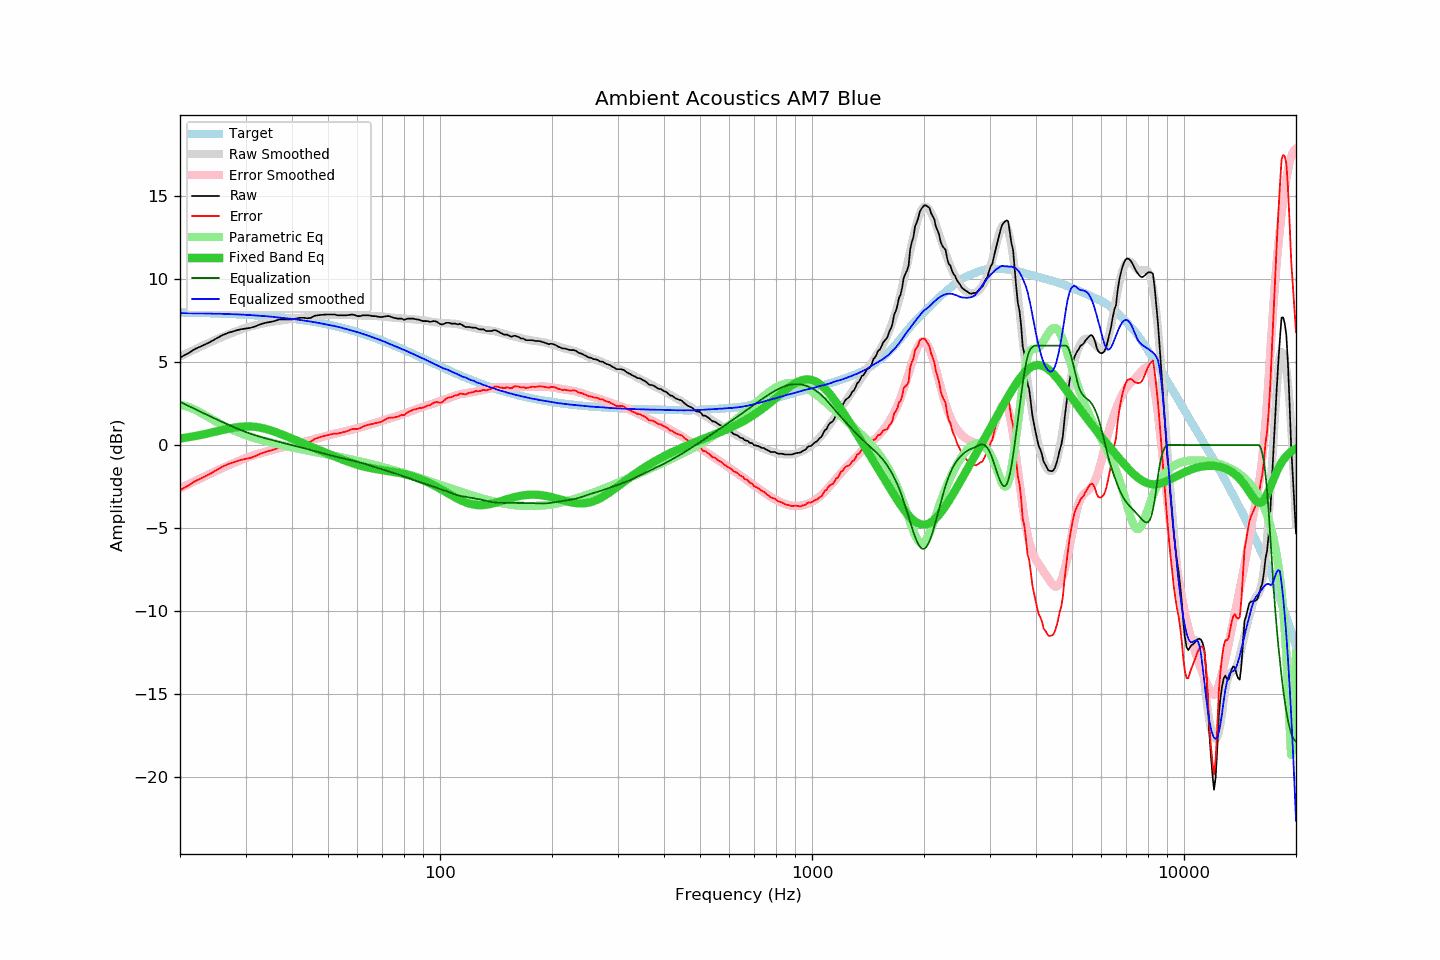 Ambient Acoustics AM7 Blue
Target
Raw Smoothed
Error Smoothed
Raw
Error
Parametric Eq
Fixed Band Eq
Equalization
Equalized smoothed
15
10
5
0
−5
−10
−15
−20
Amplitude (dBr)
100
1000
10000
Frequency (Hz)